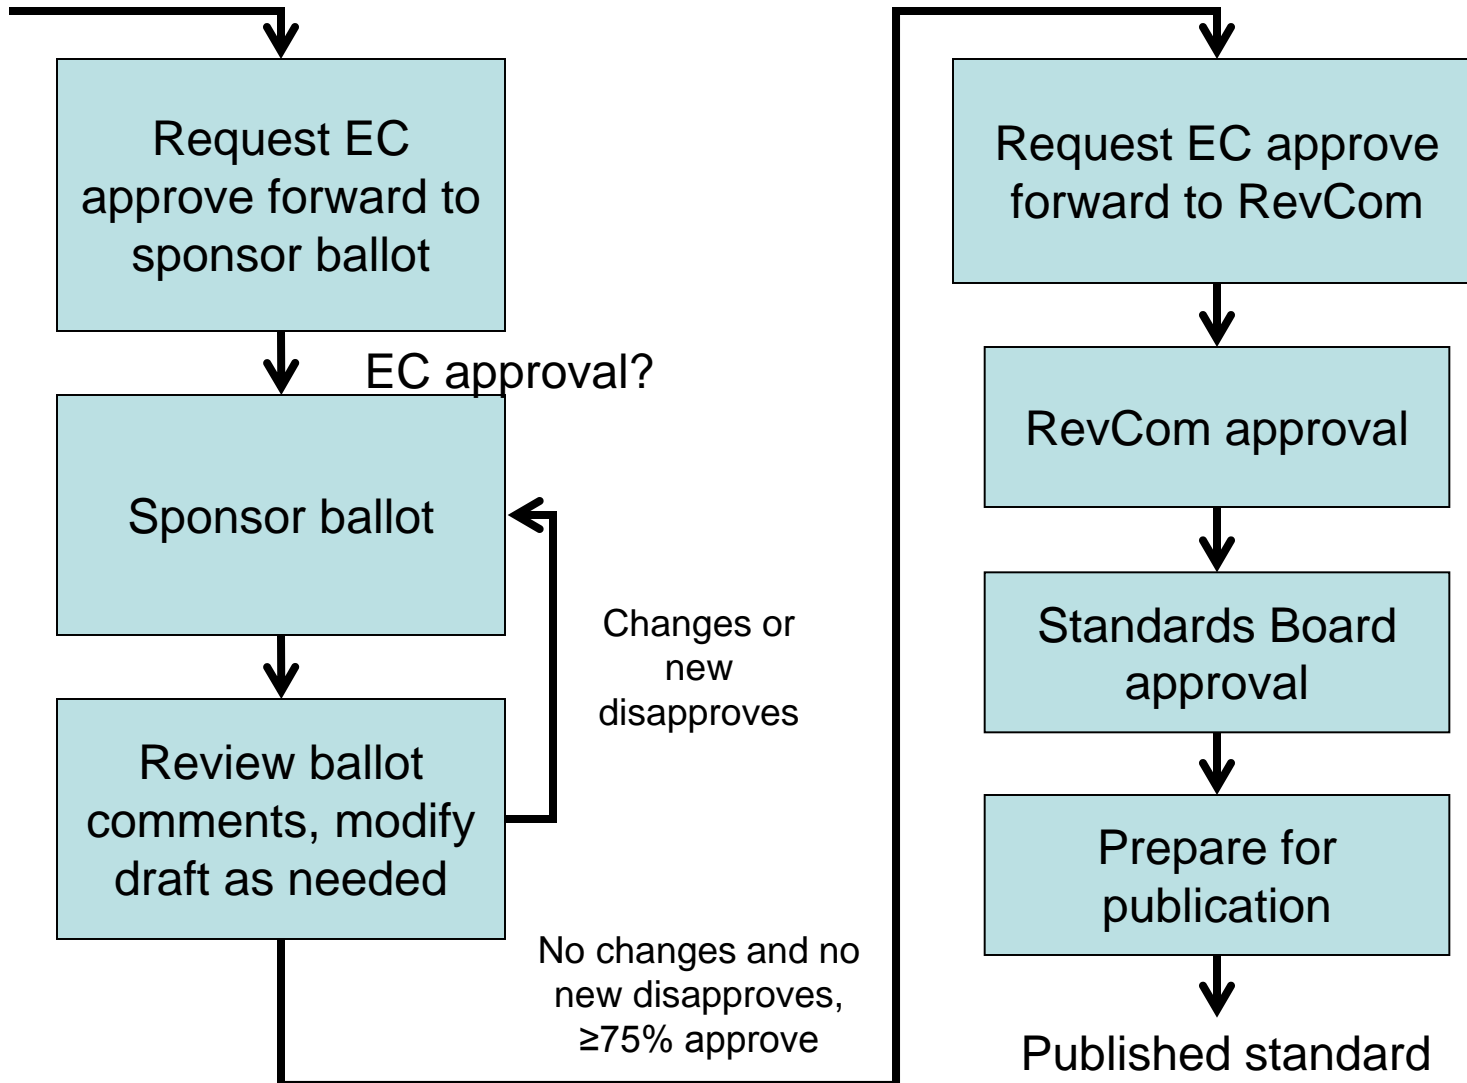 Request EC
approve forward to
sponsor ballot
EC approval?
Sponsor ballot
Changes or
new
disapproves
Review ballot
comments, modify
draft as needed
No changes and no
new disapproves,
≥75% approve
Request EC approve
forward to RevCom
RevCom approval
Standards Board
approval
Prepare for
publication
Published standard